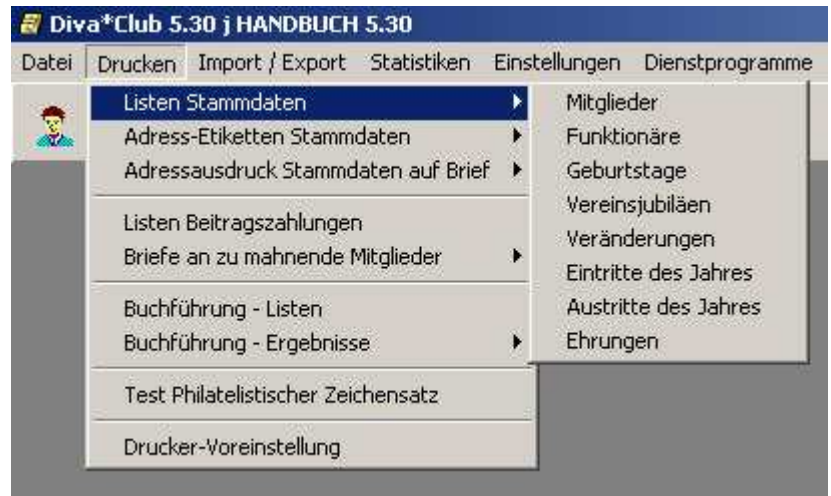 Diva*Club 5.30 j HANDBUCH 5.30
Datei Drucken Import / Export Statistiken Einstellungen Dienstprogramme
Listen Stammdaten
Adress-Etiketten Stammdaten
Adressausdruck Stammdaten auf Brief
Listen Beitragszahlungen
Briefe an zu mahnende Mitglieder
Buchführung - Listen
Buchführung - Ergebnisse
Test Philatelistischer Zeichensatz
Drucker-Voreinstellung
Mitglieder
Funktionäre
Geburtstage
Vereinsjubiläen
Veränderungen
Eintritte des Jahres
Austritte des Jahres
Ehrungen